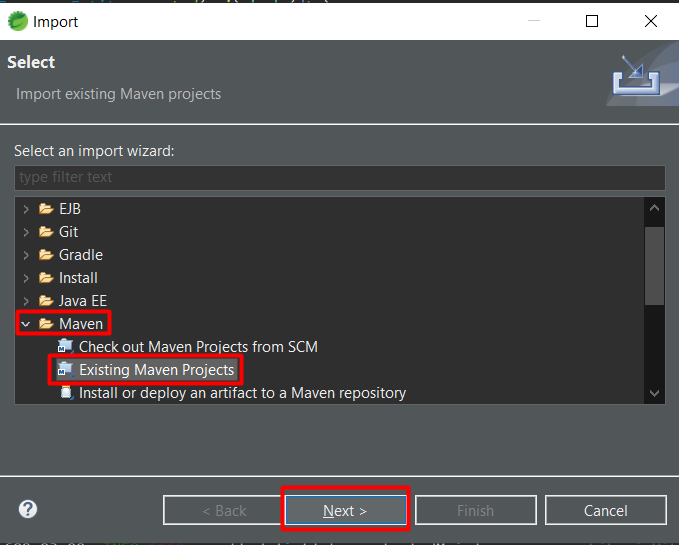 Import
Select
Import existing Maven projects
Select an import wizard:
type filter text
EJB
Git
Gradle
Install
Java EE
Maven
Check out Maven Projects from SCM
Existing Maven Projects
Install or deploy an artifact to a Maven repository
?
< Back
Next >
Finish
Cancel